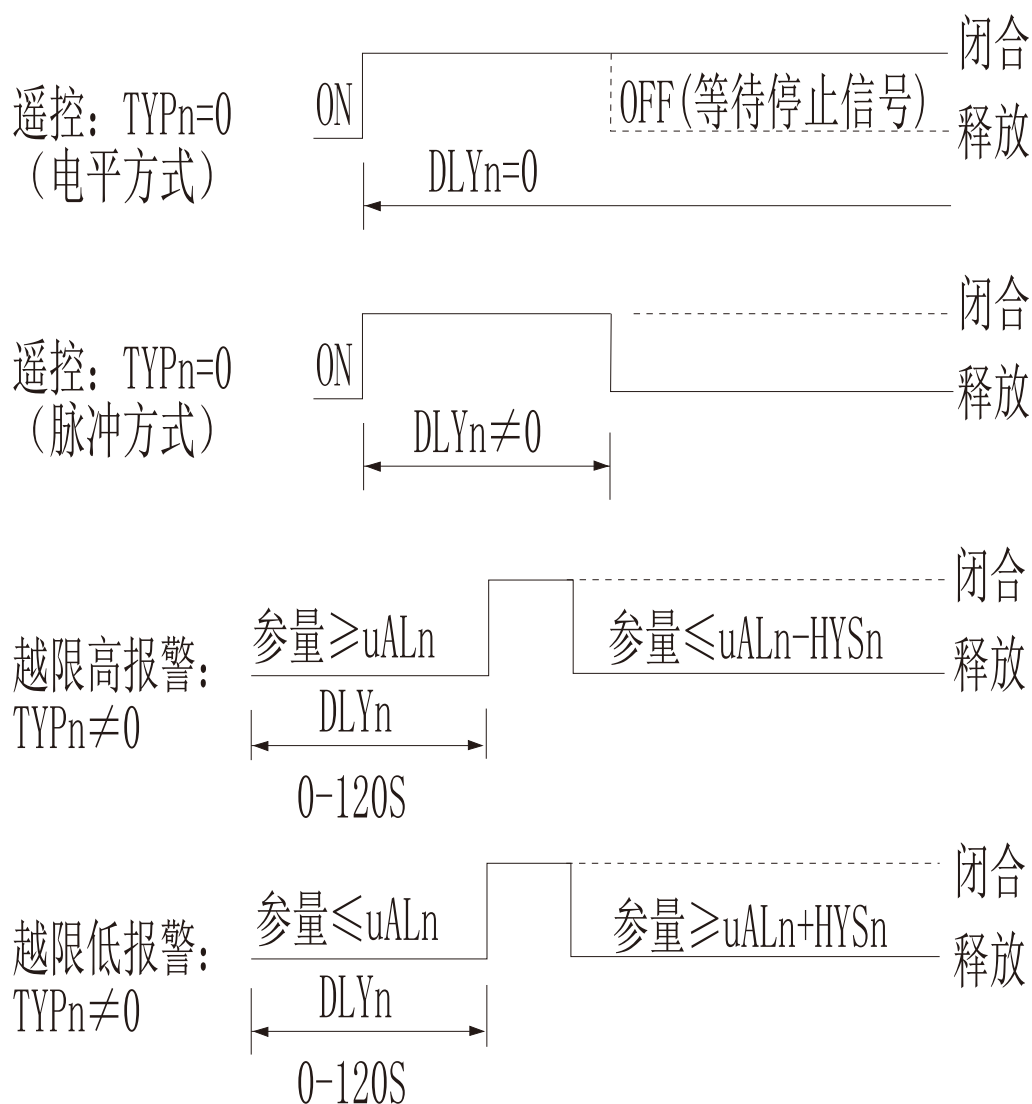 闭合
遥控：TYPn=0
（电平方式）
ON
OFF(等待停止信号)
释放
DLYn=0
闭合
遥控：TYPn=0
（脉冲方式）
ON
释放
DLYn≠0
闭合
越限高报警：
TYPn≠0
参量≥uALn
参量≤uALn-HYSn
释放
DLYn
0-120S
闭合
越限低报警：
TYPn≠0
参量≤uALn
参量≥uALn+HYSn
释放
DLYn
0-120S